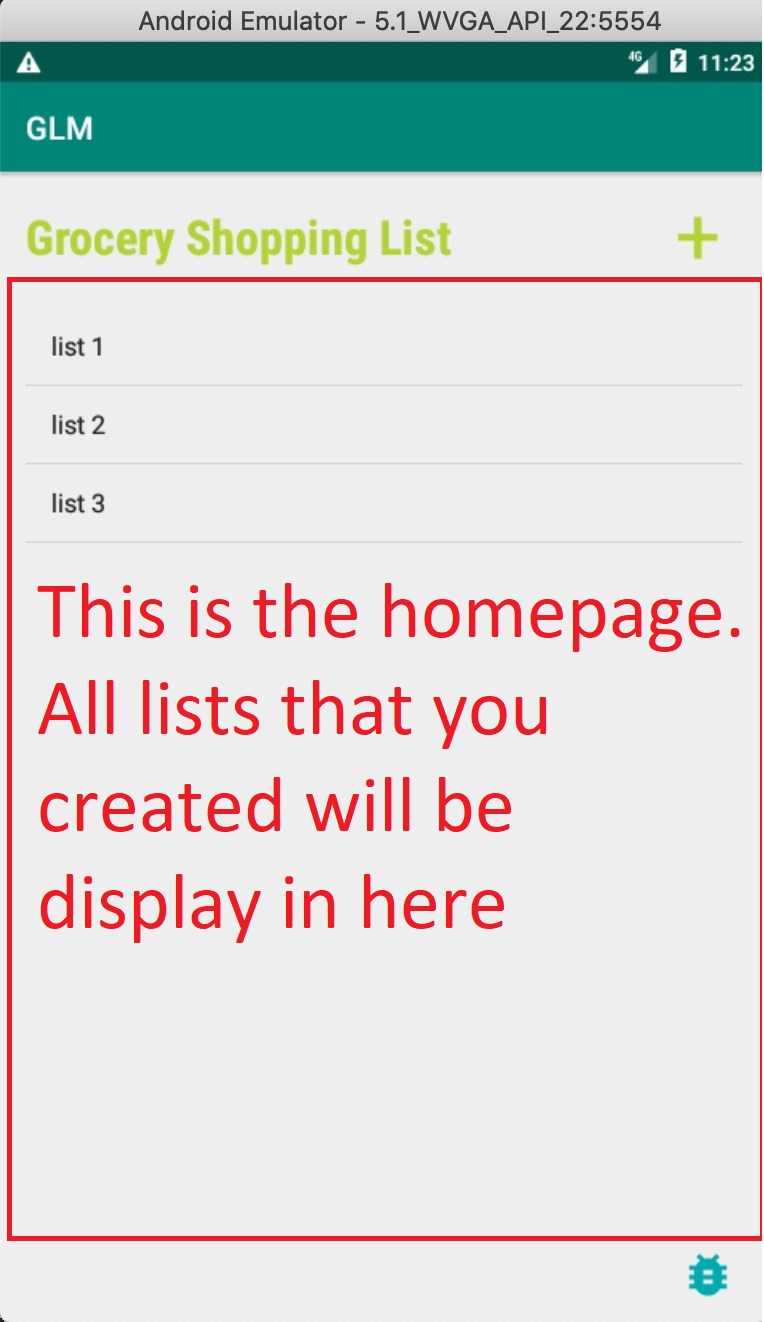 Android Emulator - 5.1_WVGA_API_22:5554
4G 11:23
GLM
Grocery Shopping List
list 1
list 2
list 3
This is the homepage.
All lists that you
created will be
display in here